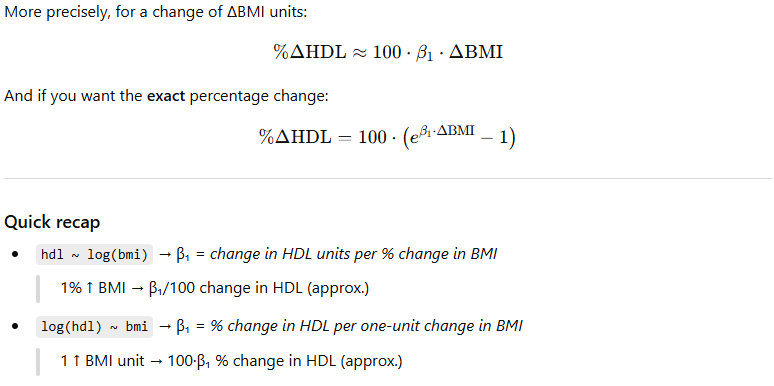 More precisely, for a change of ΔBMI units:
%ΔHDL ≈ 100 · β₁ · ΔBMI
And if you want the exact percentage change:
%ΔHDL = 100 · (e^{β₁·ΔBMI} − 1)
Quick recap
• hdl ~ log(bmi) → β₁ = change in HDL units per % change in BMI
1% ↑ BMI → β₁/100 change in HDL (approx.)
• log(hdl) ~ bmi → β₁ = % change in HDL per one-unit change in BMI
1 ↑ BMI unit → 100·β₁ % change in HDL (approx.)